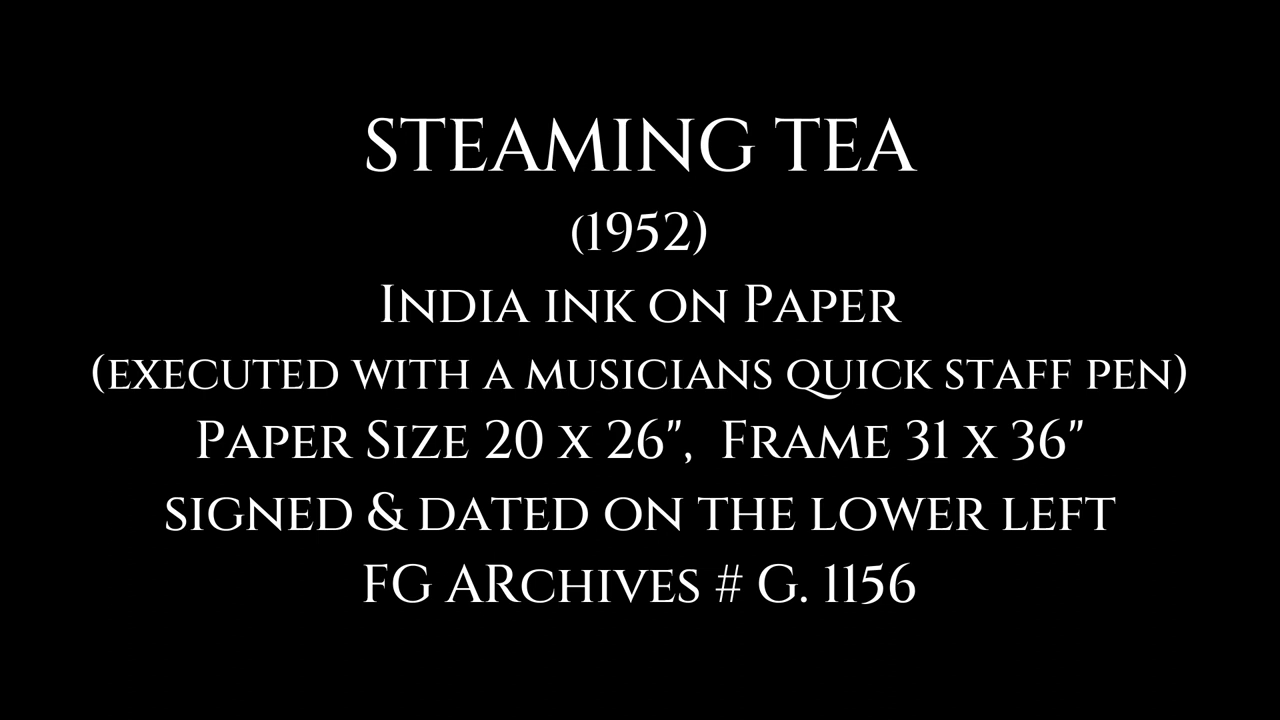 STEAMING TEA
(1952)
India ink on Paper
(executed with a musicians quick staff pen)
Paper Size 20 x 26", Frame 31 x 36"
signed & dated on the lower left
FG ARchives # G. 1156